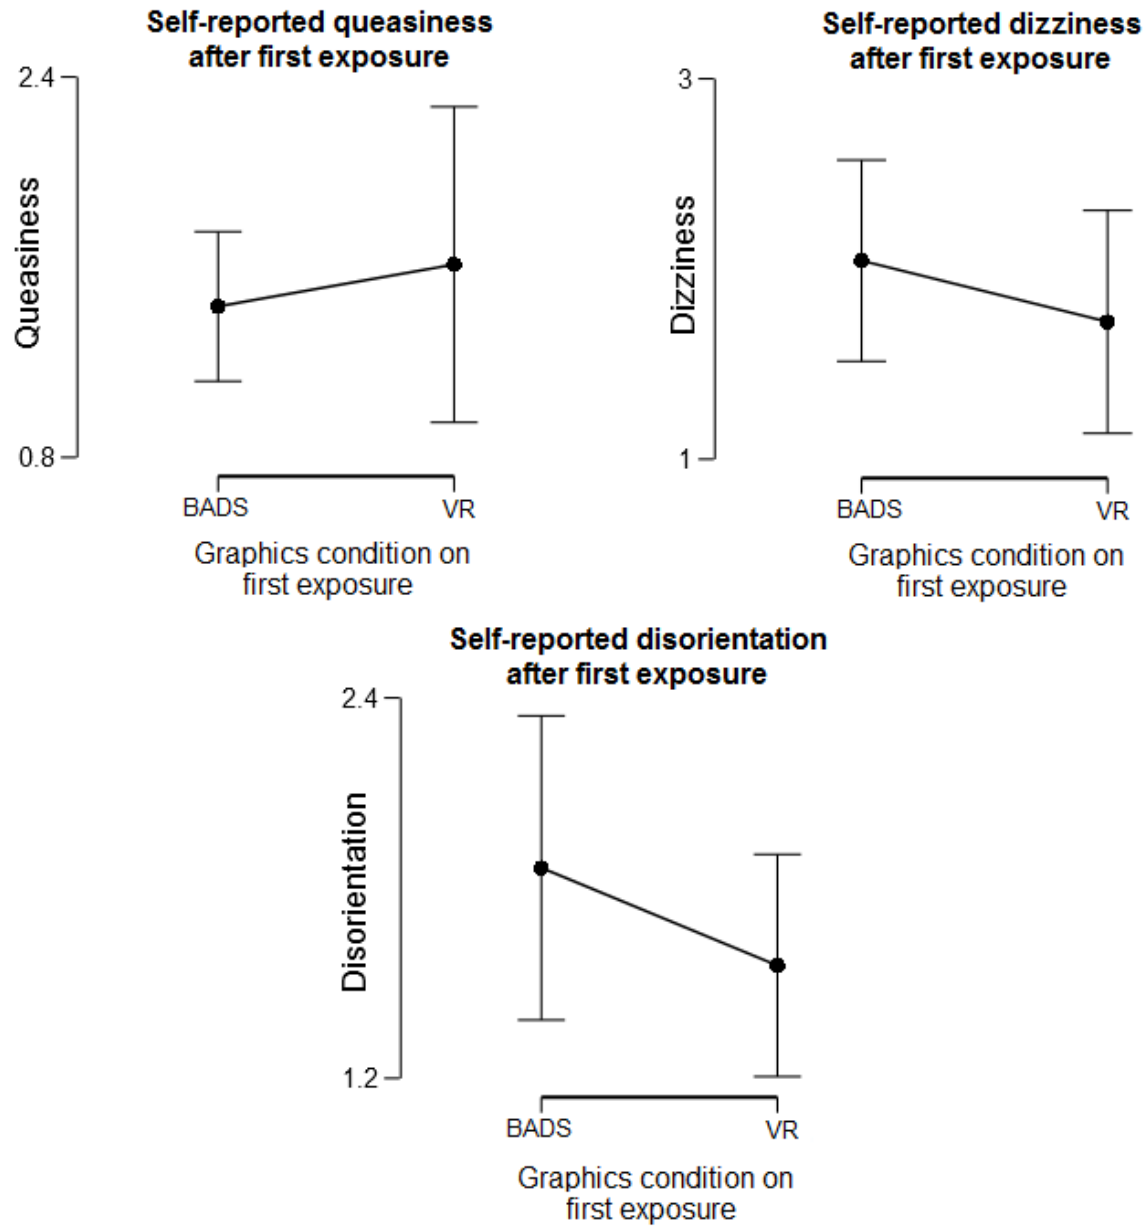 Self-reported queasiness
after first exposure
2.4
Queasiness
0.8
BADS
VR
Graphics condition on
first exposure
Self-reported dizziness
after first exposure
3
Dizziness
1
BADS
VR
Graphics condition on
first exposure
Self-reported disorientation
after first exposure
2.4
Disorientation
1.2
BADS
VR
Graphics condition on
first exposure